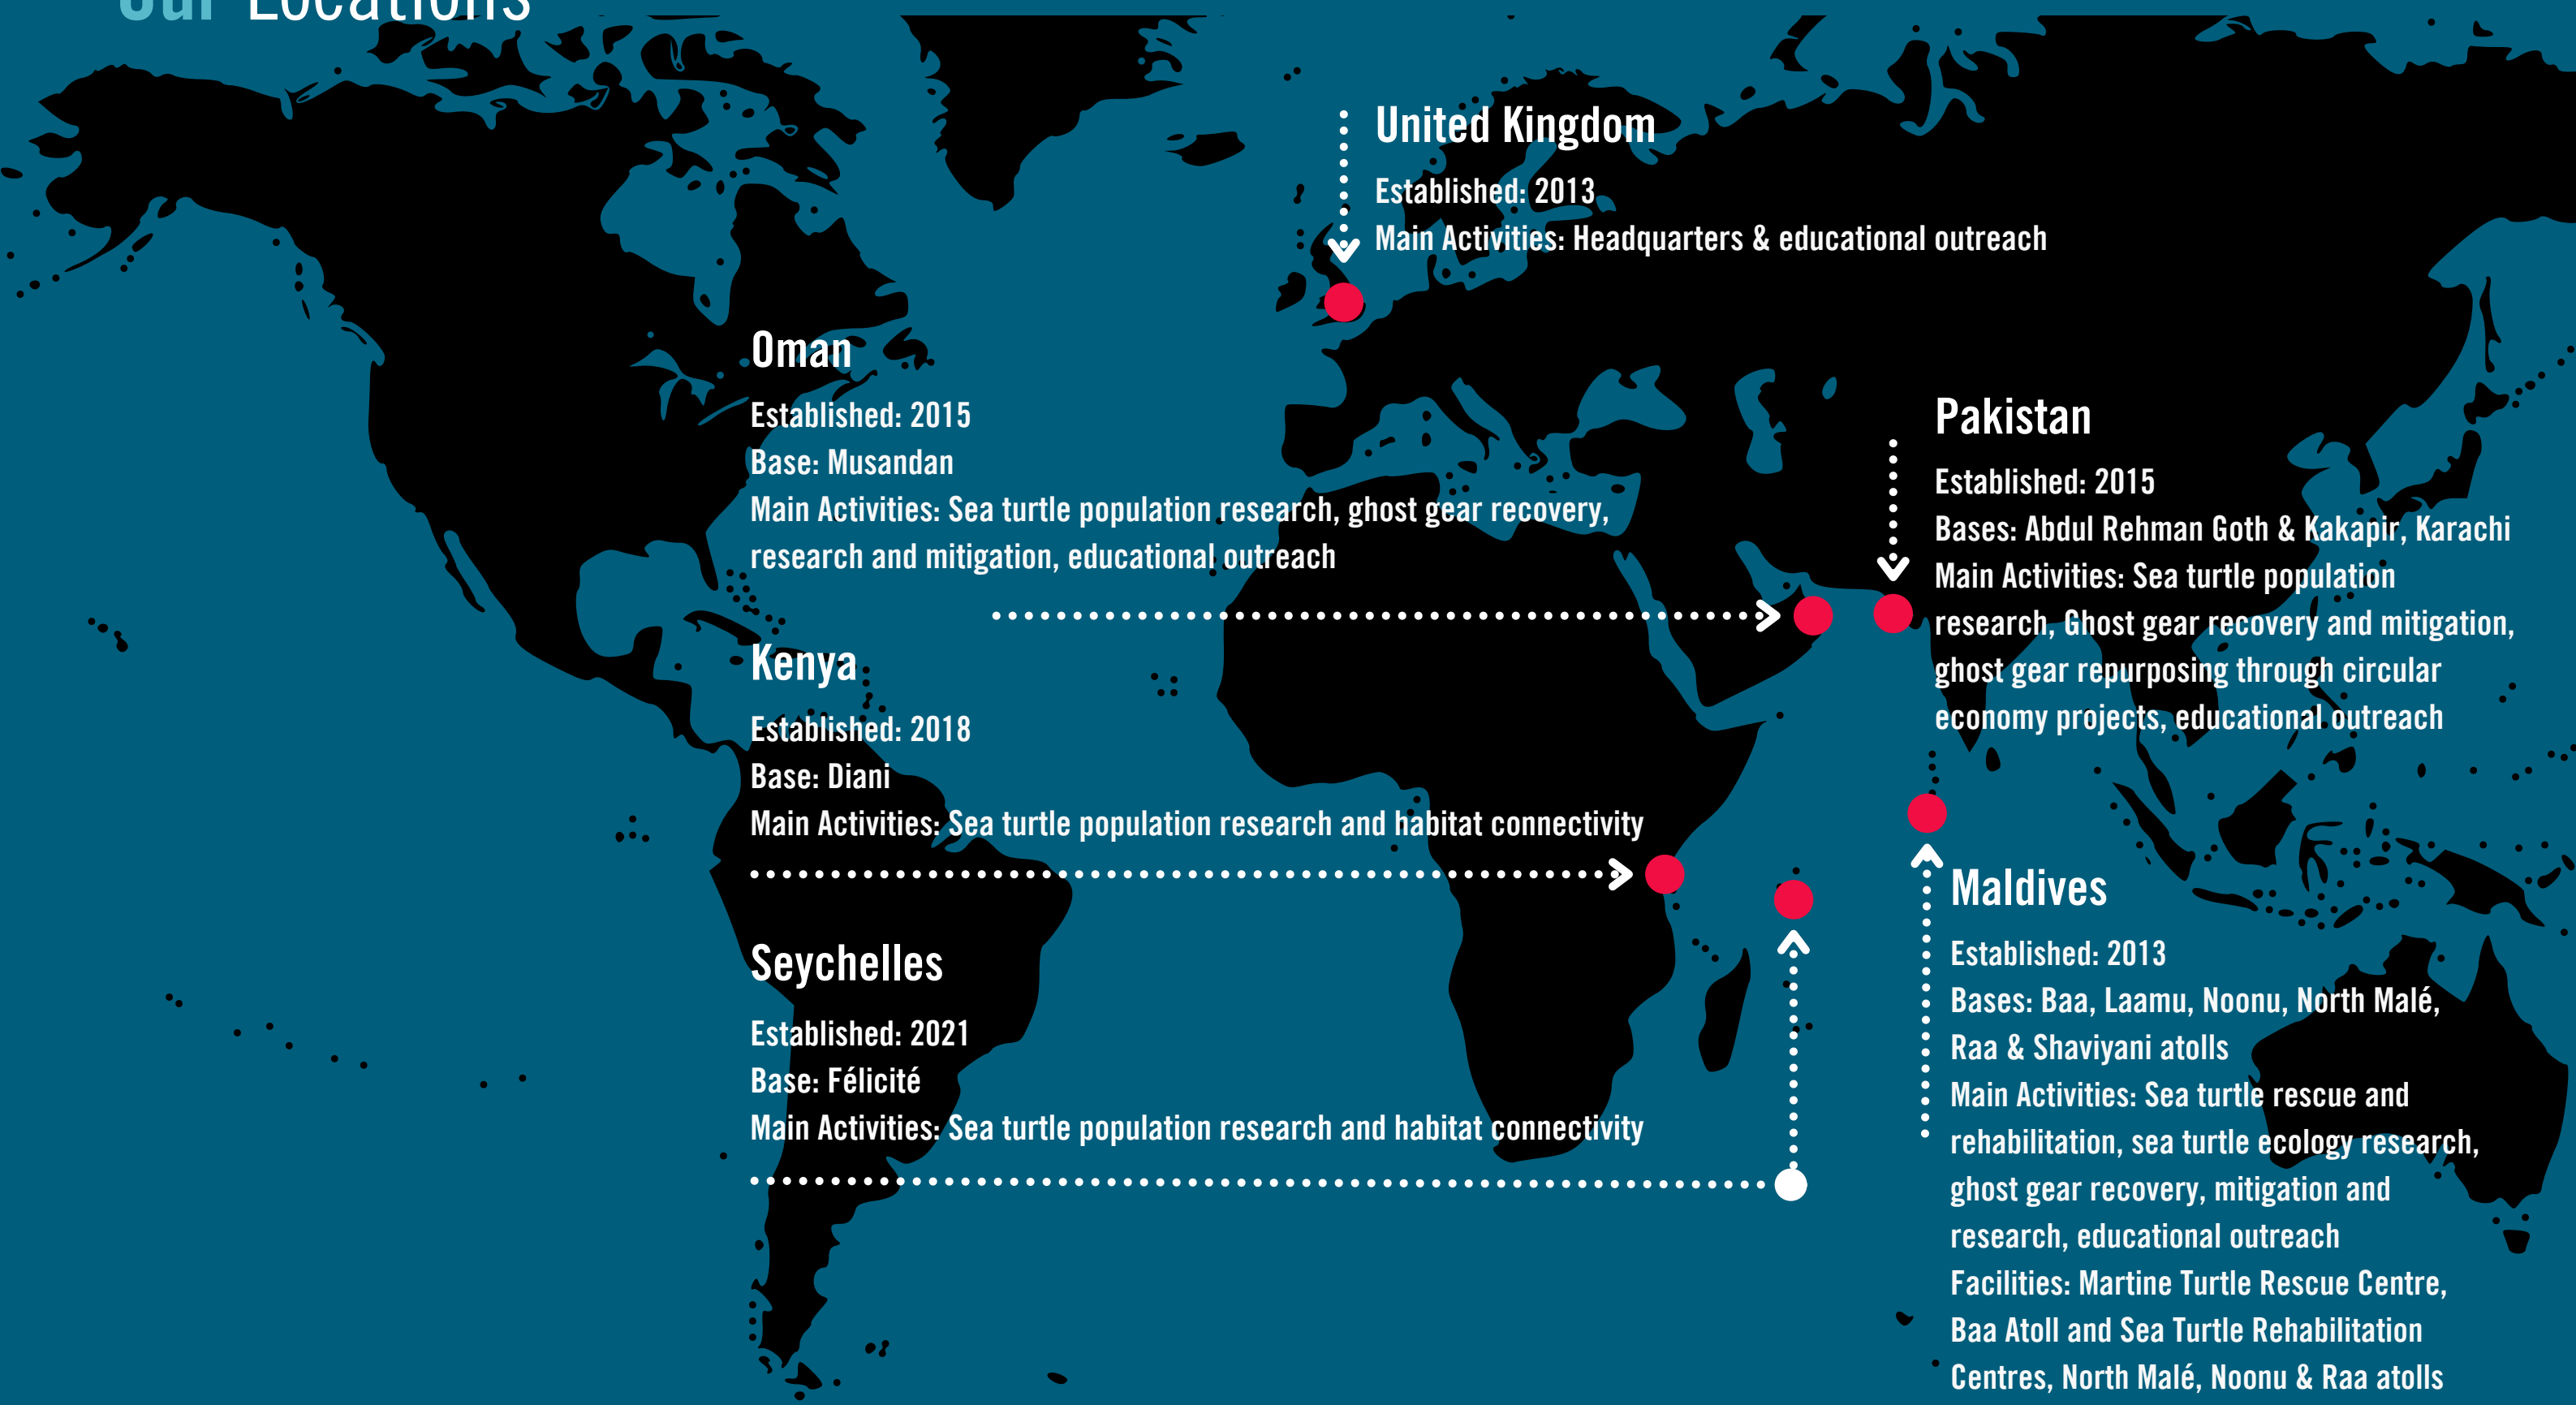 Our Locations
United Kingdom
Established: 2013
Main Activities: Headquarters & educational outreach
Oman
Established: 2015
Base: Musandan
Main Activities: Sea turtle population research, ghost gear recovery,
research and mitigation, educational outreach
Pakistan
Established: 2015
Bases: Abdul Rehman Goth & Kakapir, Karachi
Main Activities: Sea turtle population
research, Ghost gear recovery and mitigation,
ghost gear repurposing through circular
economy projects, educational outreach
Kenya
Established: 2018
Base: Diani
Main Activities: Sea turtle population research and habitat connectivity
Seychelles
Established: 2021
Base: Félicité
Main Activities: Sea turtle population research and habitat connectivity
Maldives
Established: 2013
Bases: Baa, Laamu, Noonu, North Malé,
Raa & Shaviyani atolls
Main Activities: Sea turtle rescue and
rehabilitation, sea turtle ecology research,
ghost gear recovery, mitigation and
research, educational outreach
Facilities: Martine Turtle Rescue Centre,
Baa Atoll and Sea Turtle Rehabilitation
Centres, North Malé, Noonu & Raa atolls